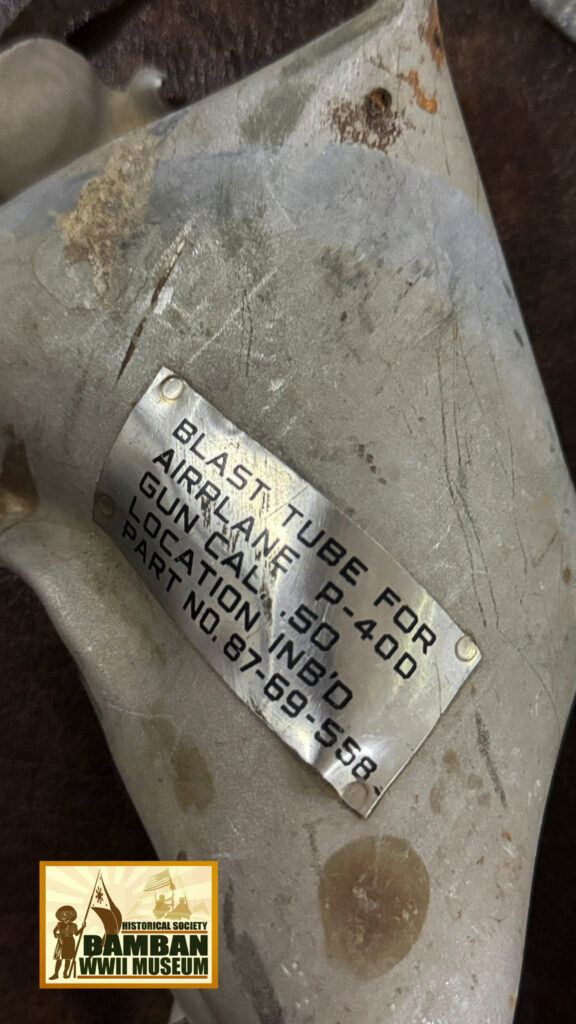 BLAST TUBE FOR
AIRPLANE P-40D
GUN CAL. .50
LOCATION INB'D
PART NO. 87-69-558
HISTORICAL SOCIETY
BAMBAN
WWII MUSEUM